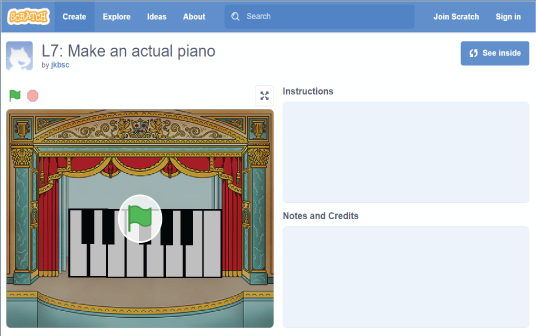 SCRATCH Create Explore Ideas About Search Join Scratch Sign in
L7: Make an actual piano
by jkbsc
See inside
Instructions
Notes and Credits